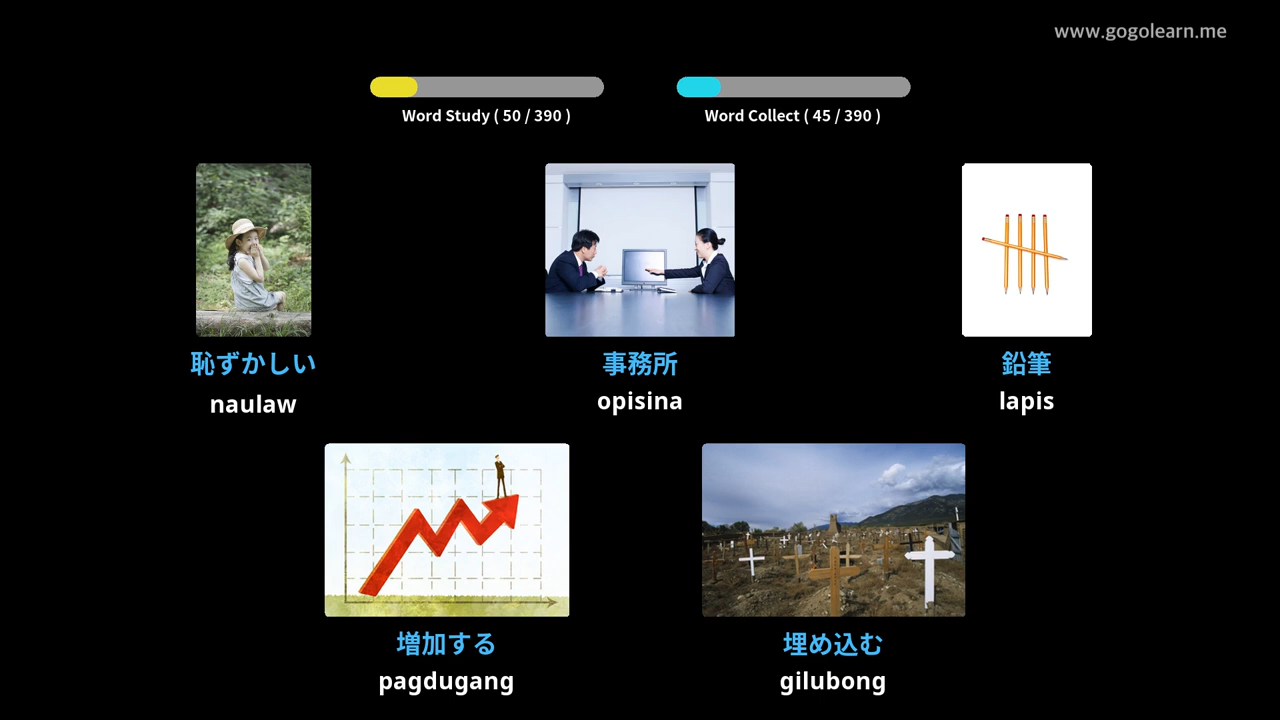 www.gogolearn.me
Word Study ( 50 / 390 )
Word Collect ( 45 / 390 )
恥ずかしい
naulaw
事務所
opisina
鉛筆
lapis
増加する
pagdugang
埋め込む
gilubong